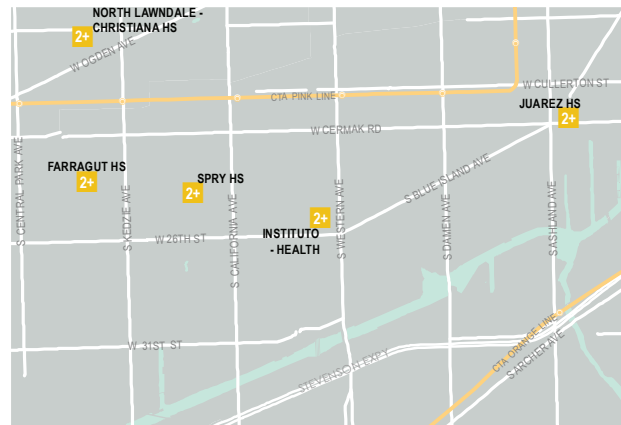 NORTH LAWNDALE -
CHRISTIANA HS
2+
W OGDEN AVE
W CULLERTON ST
CTA PINK LINE
JUAREZ HS
2+
W CERMAK RD
FARRAGUT HS
2+
SPRY HS
2+
S BLUE ISLAND AVE
S CENTRAL PARK AVE
S KEDZIE AVE
S CALIFORNIA AVE
S WESTERN AVE
S DAMEN AVE
S ASHLAND AVE
2+
INSTITUTO
- HEALTH
W 26TH ST
W 31ST ST
STEVENSON EXPY
CTA ORANGE LINE
S ARCHER AVE